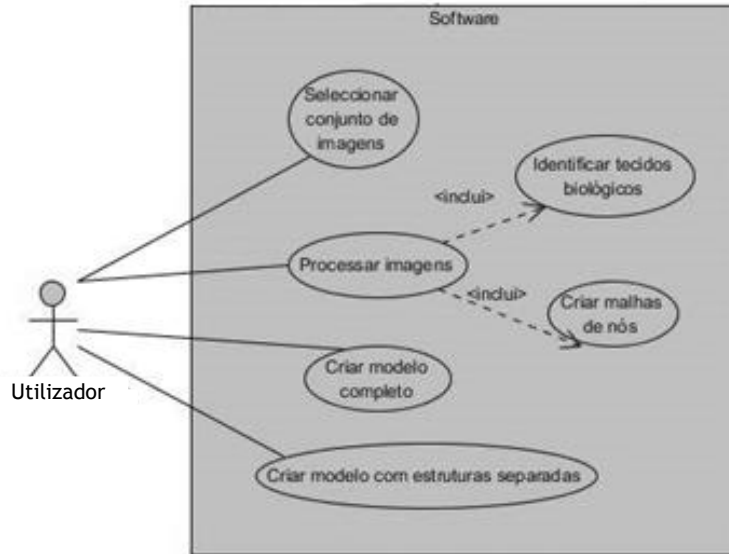 Software
Seleccionar
conjunto de
imagens
Identificar tecidos
biológicos
<inclui>
Processar imagens
<inclui>
Criar malhas
de nós
Criar modelo
completo
Utilizador
Criar modelo com estruturas separadas